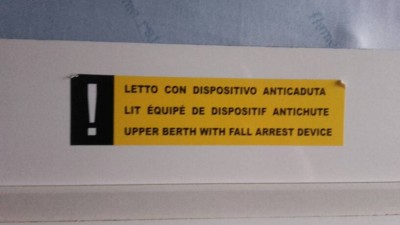 !
LETTO CON DISPOSITIVO ANTICADUTA
LIT ÉQUIPÉ DE DISPOSITIF ANTICHUTE
UPPER BERTH WITH FALL ARREST DEVICE